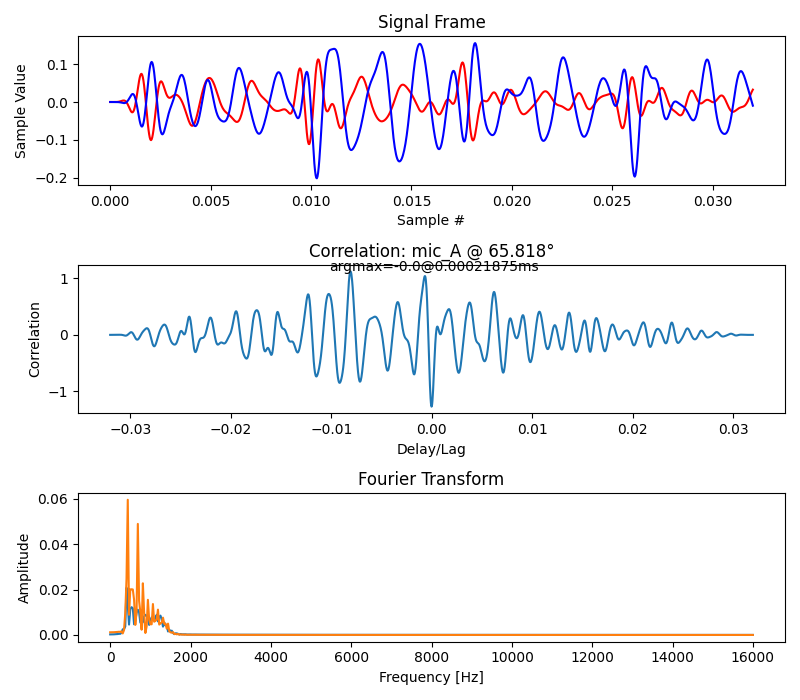 Signal Frame
Sample Value
0.1
0.0
−0.1
−0.2
0.000 0.005 0.010 0.015 0.020 0.025 0.030
Sample #
Correlation: mic_A @ 65.818°
argmax=-0.0@0.00021875ms
Correlation
1
0
−1
−0.03 −0.02 −0.01 0.00 0.01 0.02 0.03
Delay/Lag
Fourier Transform
Amplitude
0.06
0.04
0.02
0.00
0 2000 4000 6000 8000 10000 12000 14000 16000
Frequency [Hz]